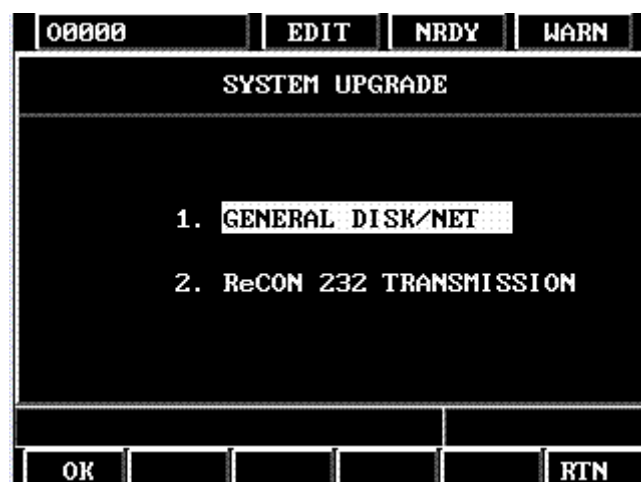 O0000 EDIT NRDY WARN
SYSTEM UPGRADE
1. GENERAL DISK/NET
2. ReCON 232 TRANSMISSION
OK RTN